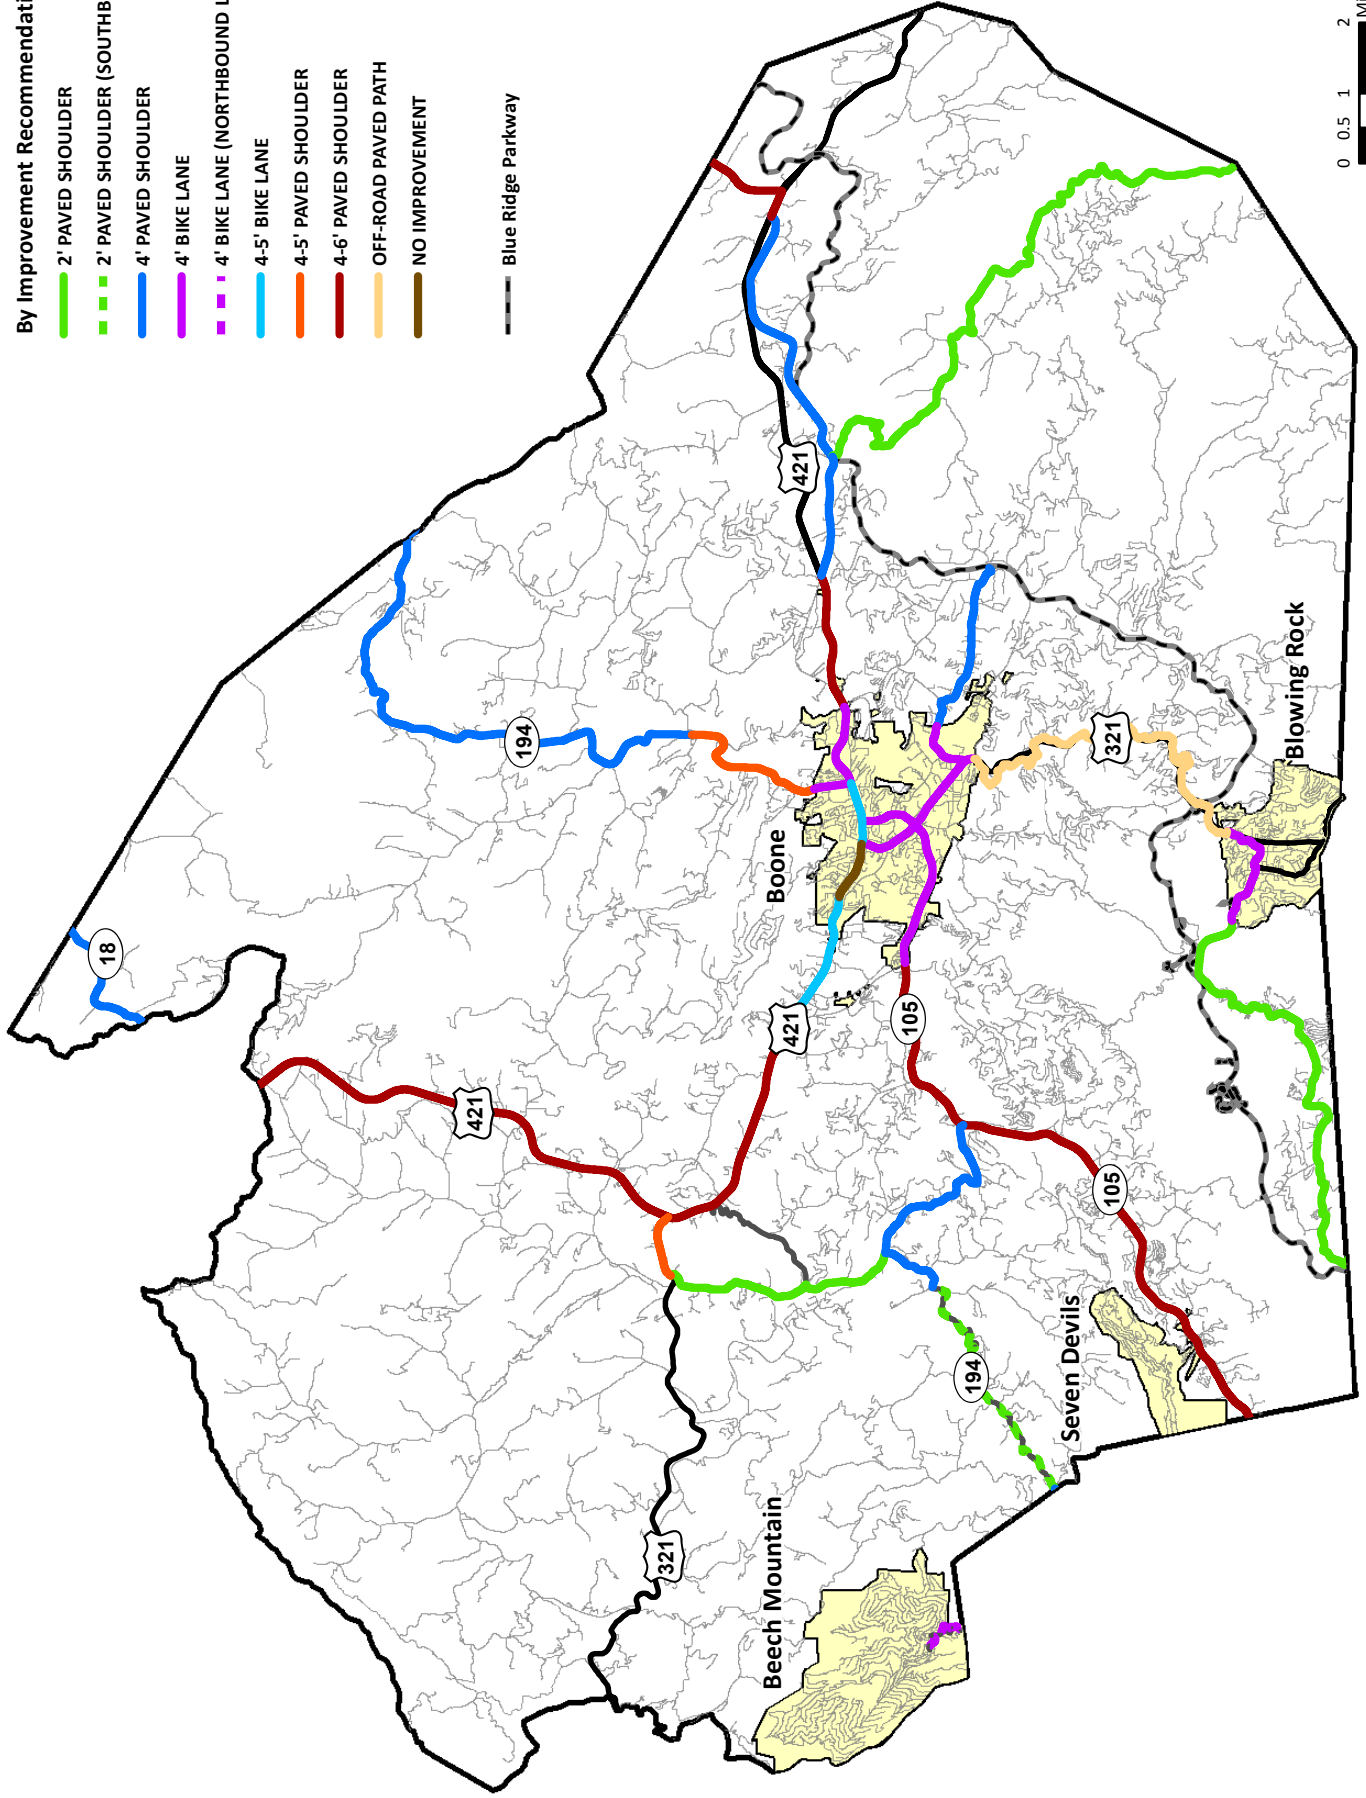 By Improvement Recommendati
2' PAVED SHOULDER
2' PAVED SHOULDER (SOUTHB
4' PAVED SHOULDER
4' BIKE LANE
4' BIKE LANE (NORTHBOUND L
4-5' BIKE LANE
4-5' PAVED SHOULDER
4-6' PAVED SHOULDER
OFF-ROAD PAVED PATH
NO IMPROVEMENT
Blue Ridge Parkway
18
194
421
421
421
321
105
105
194
321
Boone
Blowing Rock
Seven Devils
Beech Mountain
0 0.5 1 2
Mi